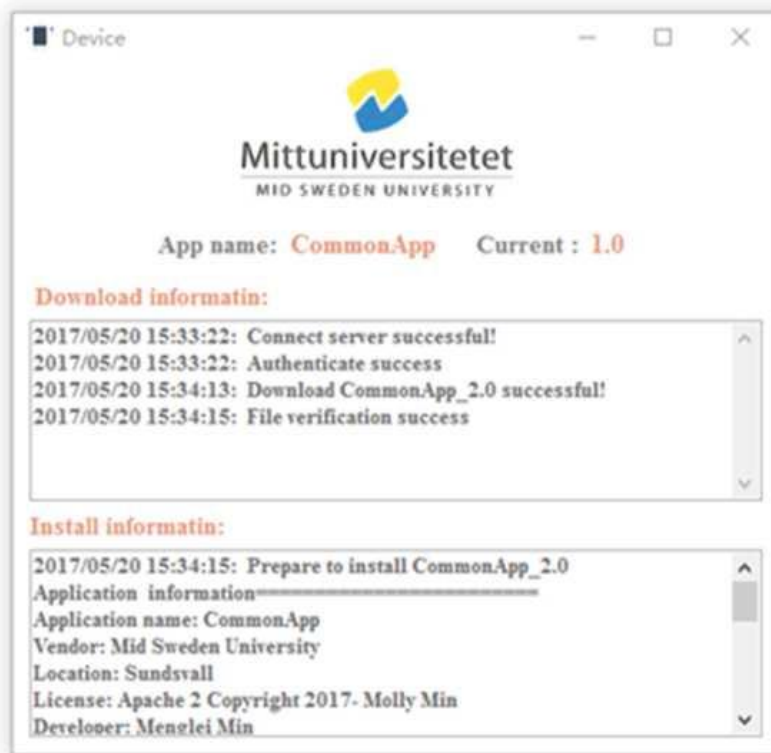 Device
Mittuniversitetet
MID SWEDEN UNIVERSITY
App name: CommonApp Current : 1.0
Download informatin:
2017/05/20 15:33:22: Connect server successful!
2017/05/20 15:33:22: Authenticate success
2017/05/20 15:34:13: Download CommonApp_2.0 successful!
2017/05/20 15:34:15: File verification success
Install informatin:
2017/05/20 15:34:15: Prepare to install CommonApp_2.0
Application information========================
Application name: CommonApp
Vendor: Mid Sweden University
Location: Sundsvall
License: Apache 2 Copyright 2017- Molly Min
Developer: Menglei Min